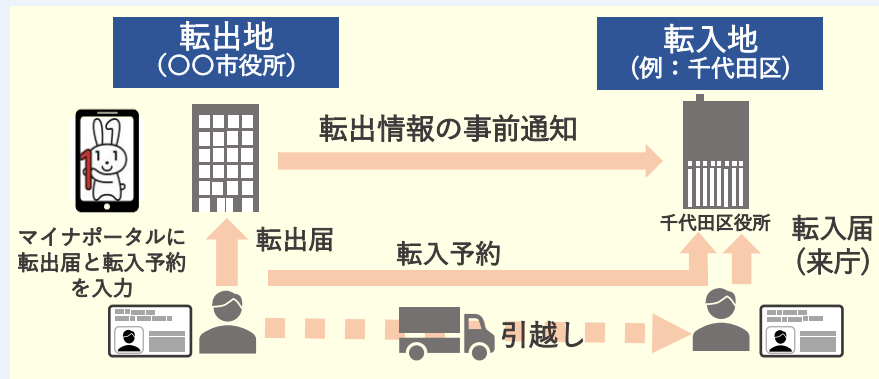 転出地
（〇〇市役所）
転入地
（例：千代田区）
転出情報の事前通知
千代田区役所
マイナポータルに
転出届と転入予約
を入力
転出届
転入予約
転入届
（来庁）
引越し